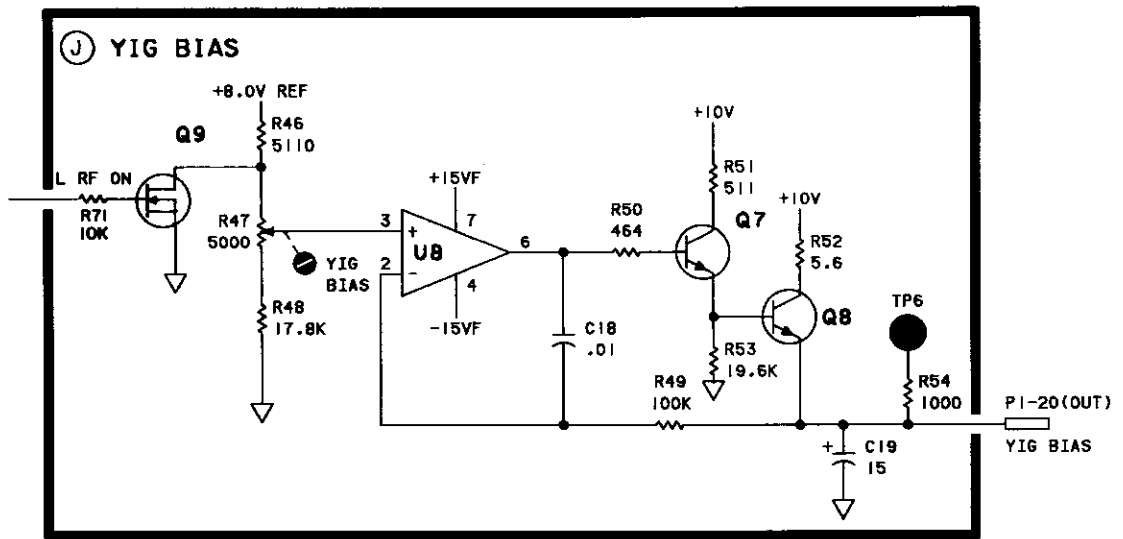 J YIG BIAS
+8.0V REF
R46
5110
Q9
L RF ON
R71
10K
R47
5000
YIG
BIAS
R48
17.8K
+15VF
3
+
7
U8
6
2
-
4
-15VF
C18
.01
R50
464
+10V
R51
511
Q7
+10V
R52
5.6
Q8
R53
19.6K
R49
100K
TP6
R54
1000
+
C19
15
P1-20(OUT)
YIG BIAS